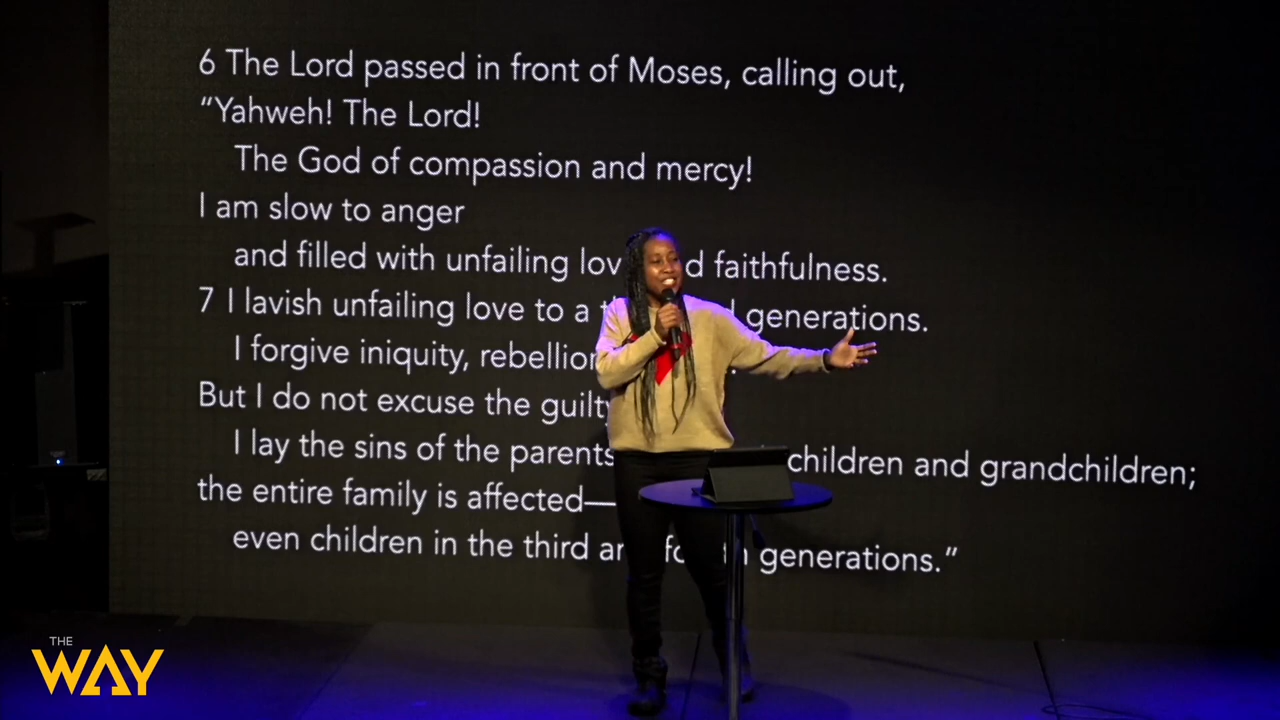 6 The Lord passed in front of Moses, calling out,
“Yahweh! The Lord!
The God of compassion and mercy!
I am slow to anger
and filled with unfailing lov d faithfulness.
7 I lavish unfailing love to a generations.
I forgive iniquity, rebellion
But I do not excuse the guilty
I lay the sins of the parents children and grandchildren;
the entire family is affected—
even children in the third generations.”
THE
WAY